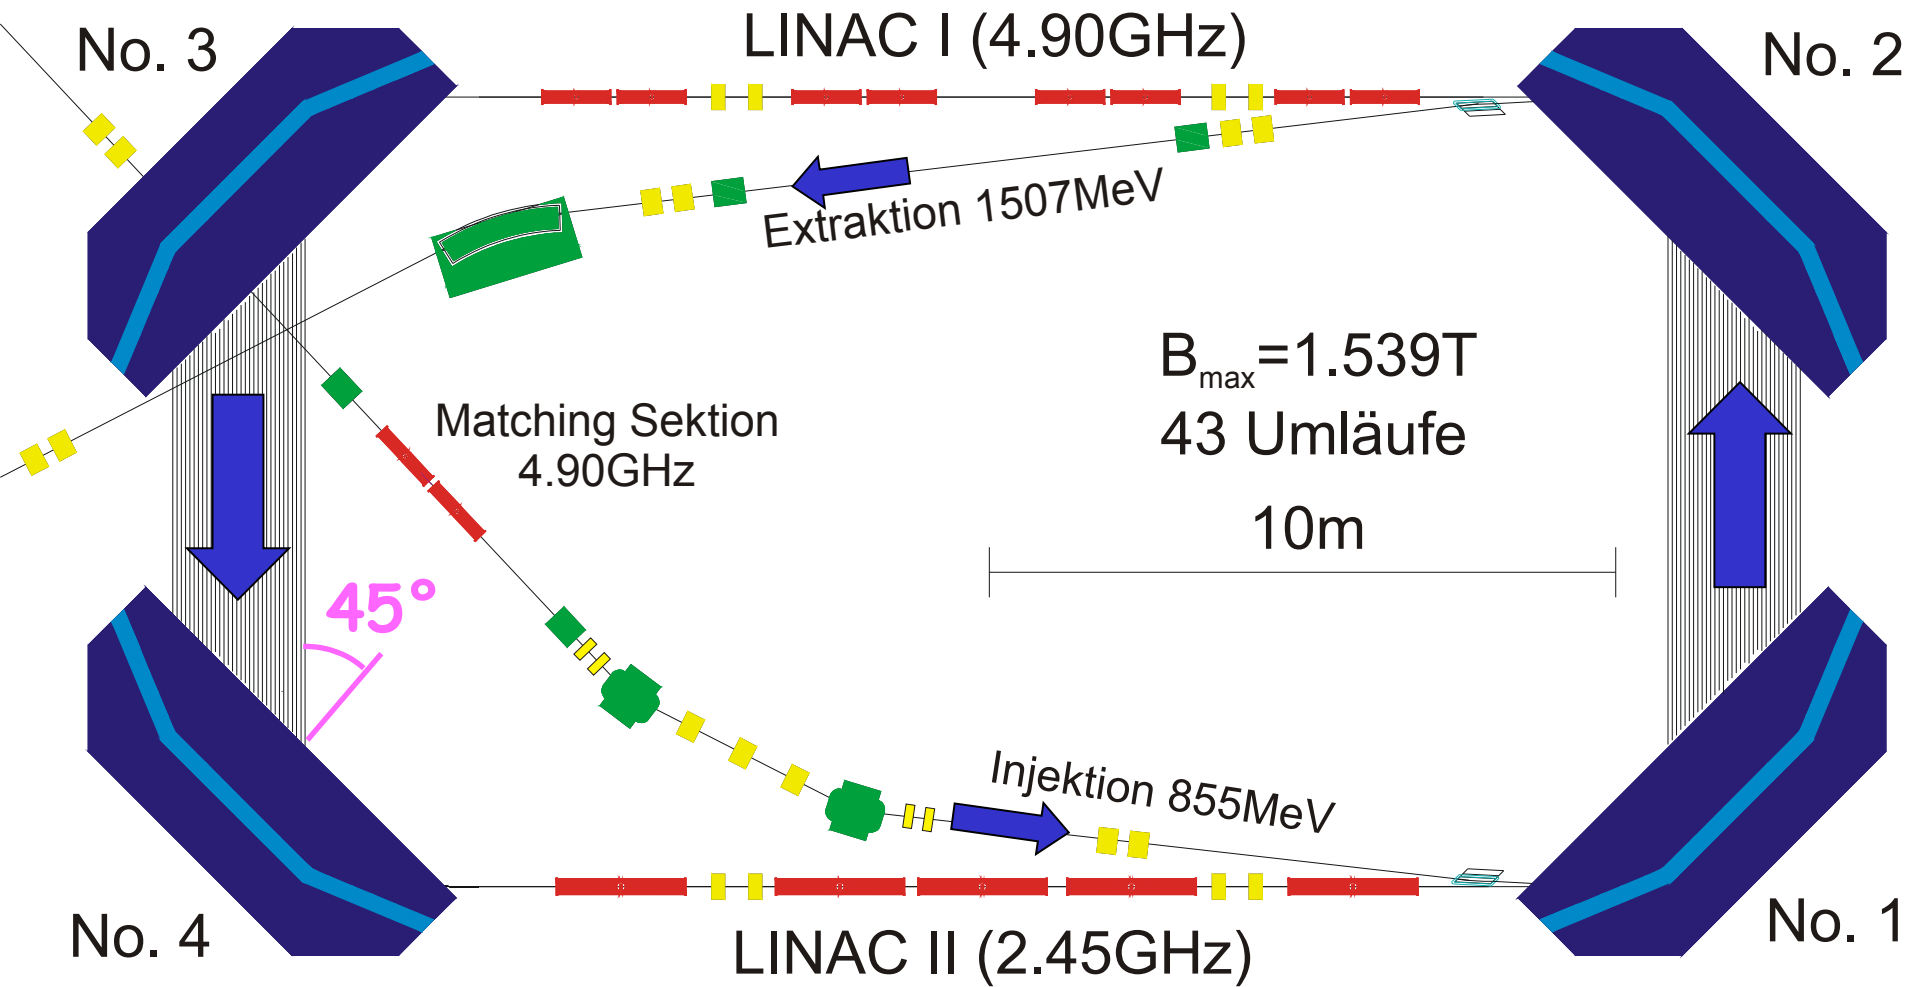 No. 3
LINAC I (4.90GHz)
No. 2
Extraktion 1507MeV
Bmax=1.539T
43 Umläufe
10m
Matching Sektion
4.90GHz
45°
Injektion 855MeV
No. 4
LINAC II (2.45GHz)
No. 1